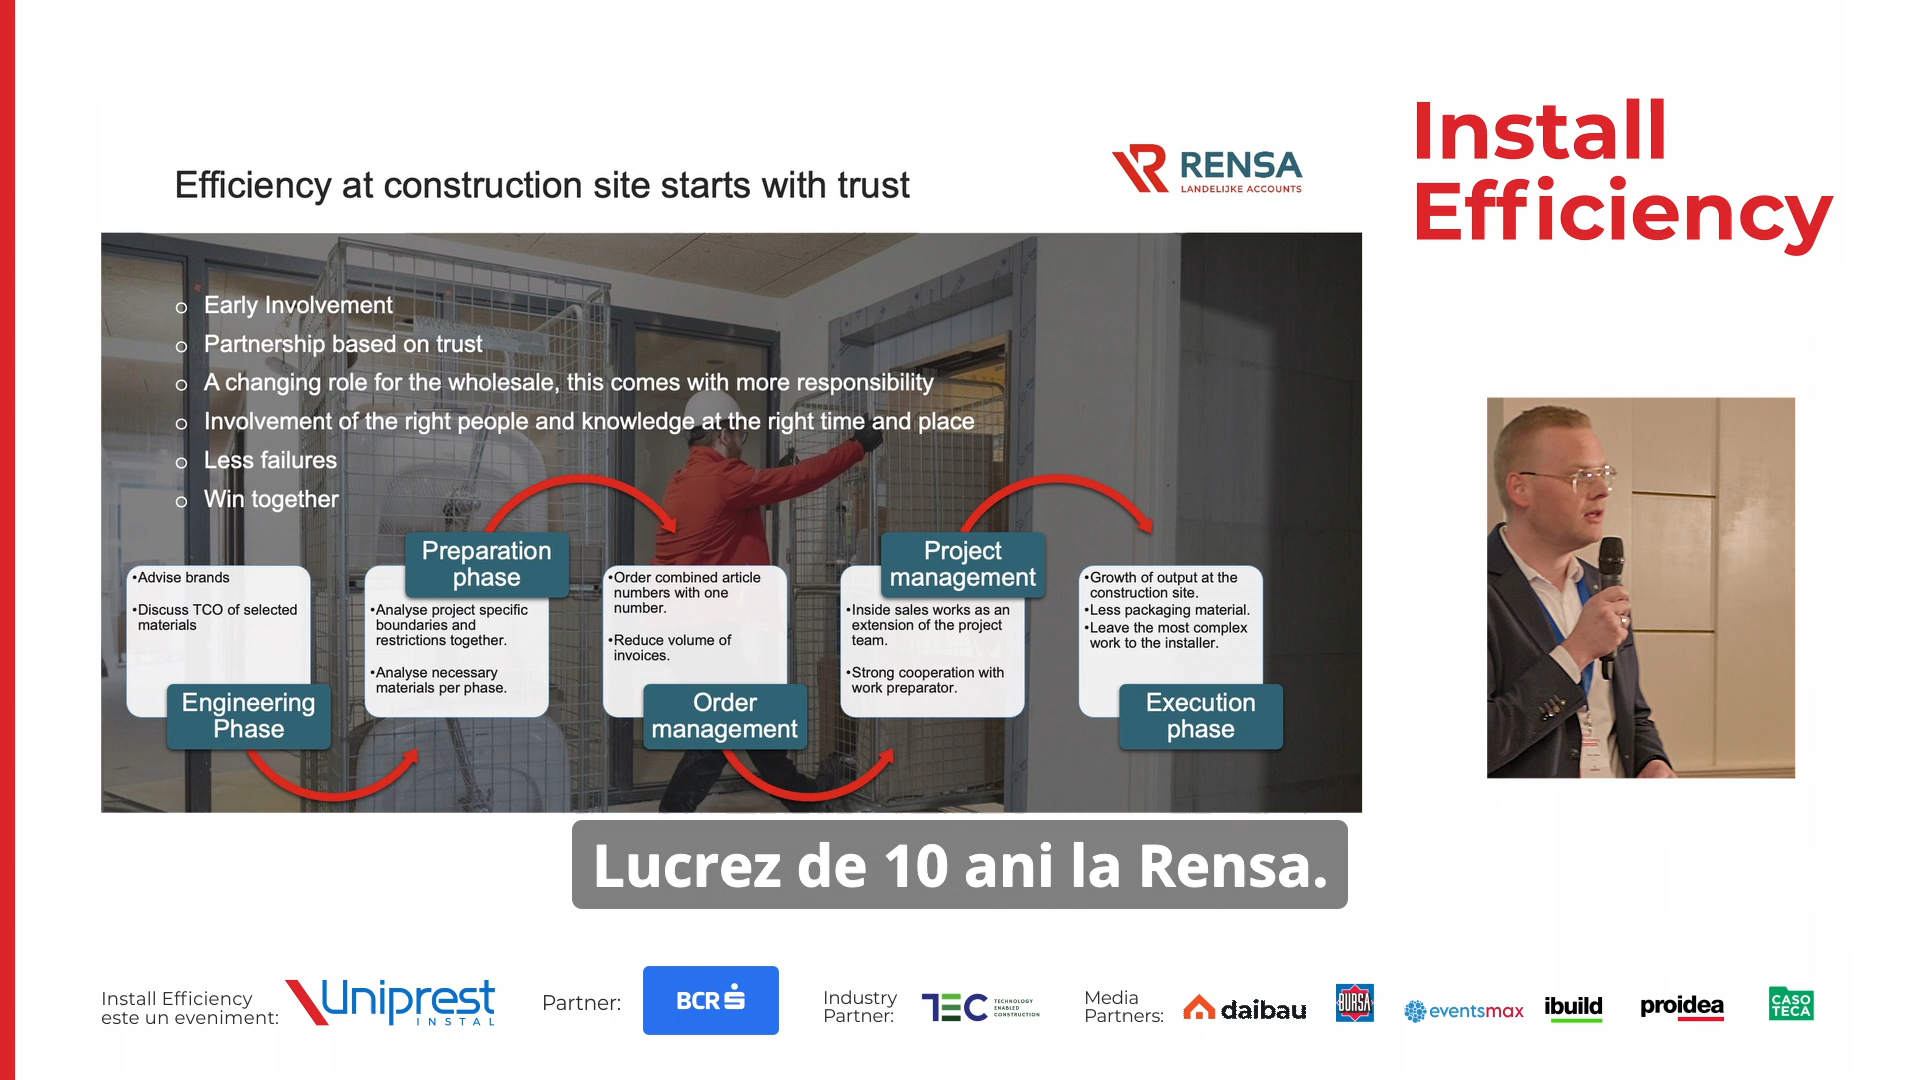 Install
Efficiency
Efficiency at construction site starts with trust
RENSA
LANDELIJKE ACCOUNTS
o Early Involvement
o Partnership based on trust
o A changing role for the wholesale, this comes with more responsibility
o Involvement of the right people and knowledge at the right time and place
o Less failures
o Win together
•Advise brands
•Discuss TCO of selected
materials
Engineering
Phase
Preparation
phase
•Analyse project specific
boundaries and
restrictions together.
•Analyse necessary
materials per phase.
•Order combined article
numbers with one
number.
•Reduce volume of
invoices.
Order
management
Project
management
•Inside sales works as an
extension of the project
team.
•Strong cooperation with
work preparator.
•Growth of output at the
construction site.
•Less packaging material.
•Leave the most complex
work to the installer.
Execution
phase
Lucrez de 10 ani la Rensa.
Install Efficiency
este un eveniment:
Uniprest
INSTAL
Partner:
BCR
Industry
Partner:
TEC
TECHNOLOGY
ENABLED
CONSTRUCTION
Media
Partners:
daibau
BURSA
eventsmax
ibuild
proidea
CASO
TECA